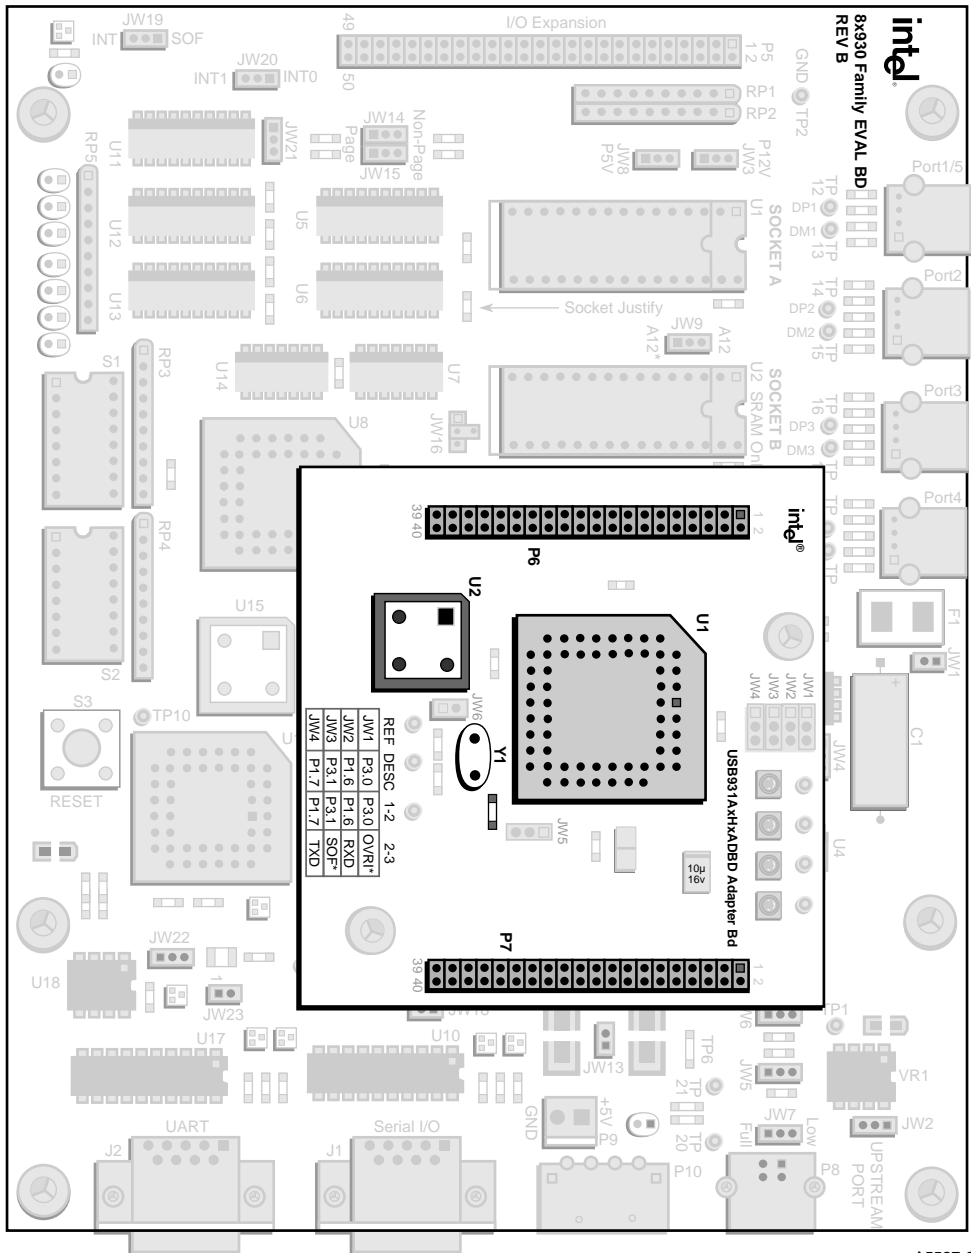 JW19
INT
SOF
JW20
INT1
INT0
49
50
I/O Expansion
P5
1
2
RP1
RP2
GND
TP2
intel®
8x930 Family EVAL BD
REV B
RP5
U11
JW21
JW14
Page
Non-Page
JW15
JW8
P5V
P12V
JW3
Port1/5
TP
12
DP1
DM1
13
TP
U12
U5
U1
SOCKET A
U13
U6
Socket Justify
Port2
TP
14
DP2
DM2
15
TP
JW9
A12*
A12
S1
RP3
U14
U7
U2 SRAM Onl
SOCKET B
Port3
TP
16
DP3
DM3
U8
JW16
39
40
P6
1
2
intel®
Port4
TP
TP
RP4
U2
U1
F1
JW1
U15
S2
S3
RESET
TP10
JW6
Y1
JW4
JW3
JW2
JW1
JW4
C1
REF DESC 1-2 2-3
JW1 P3.0 P3.0 OVRI*
JW2 P1.6 P1.6 RXD
JW3 P3.1 P3.1 SOF*
JW4 P1.7 P1.7 TXD
JW5
10µ
16v
USB931AxHxADBD Adapter Bd
U4
P7
39
40
1
2
JW22
U18
1
JW23
U17
U10
JW13
TP6
TP1
JW5
VR1
TP
21
JW7
Full
Low
JW2
GND
+5V
P9
TP
20
UART
J2
Serial I/O
J1
P10
P8
UPSTREAM
PORT